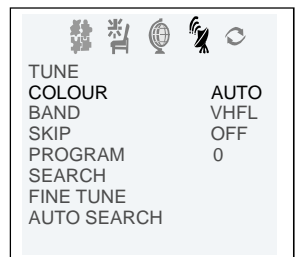 TUNE
COLOUR AUTO
BAND VHFL
SKIP OFF
PROGRAM 0
SEARCH
FINE TUNE
AUTO SEARCH